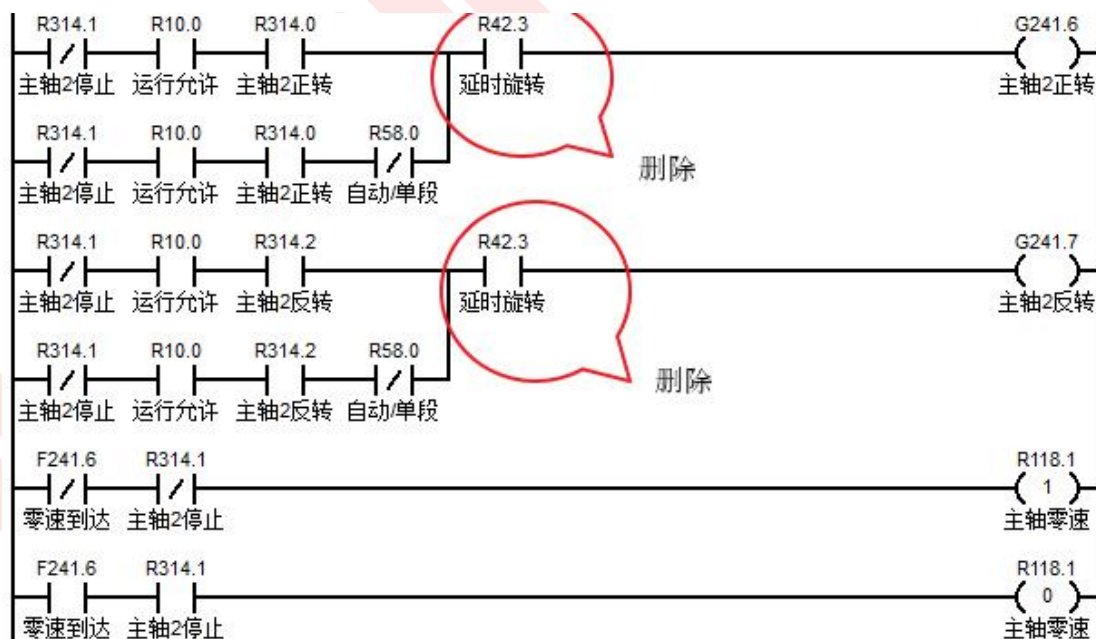 R314.1 R10.0 R314.0 R42.3 G241.6
主轴2停止 运行允许 主轴2正转 延时旋转 主轴2正转
R314.1 R10.0 R314.0 R58.0
主轴2停止 运行允许 主轴2正转 自动/单段
删除
R314.1 R10.0 R314.2 R42.3 G241.7
主轴2停止 运行允许 主轴2反转 延时旋转 主轴2反转
R314.1 R10.0 R314.2 R58.0
主轴2停止 运行允许 主轴2反转 自动/单段
删除
F241.6 R314.1 R118.1
1
零速到达 主轴2停止 主轴零速
F241.6 R314.1 R118.1
0
零速到达 主轴2停止 主轴零速